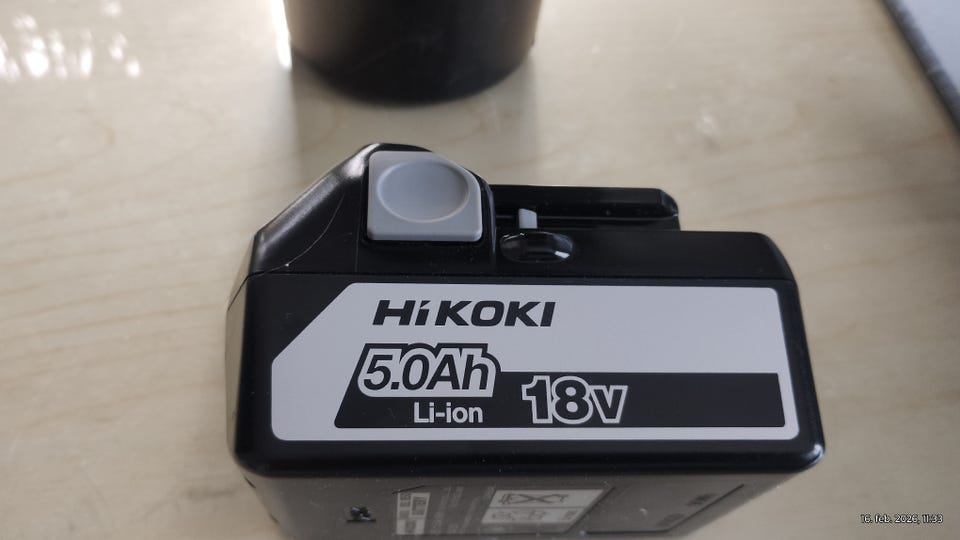 HiKOKI
5.0Ah
Li-ion
18V
16. feb. 2026, 11:33